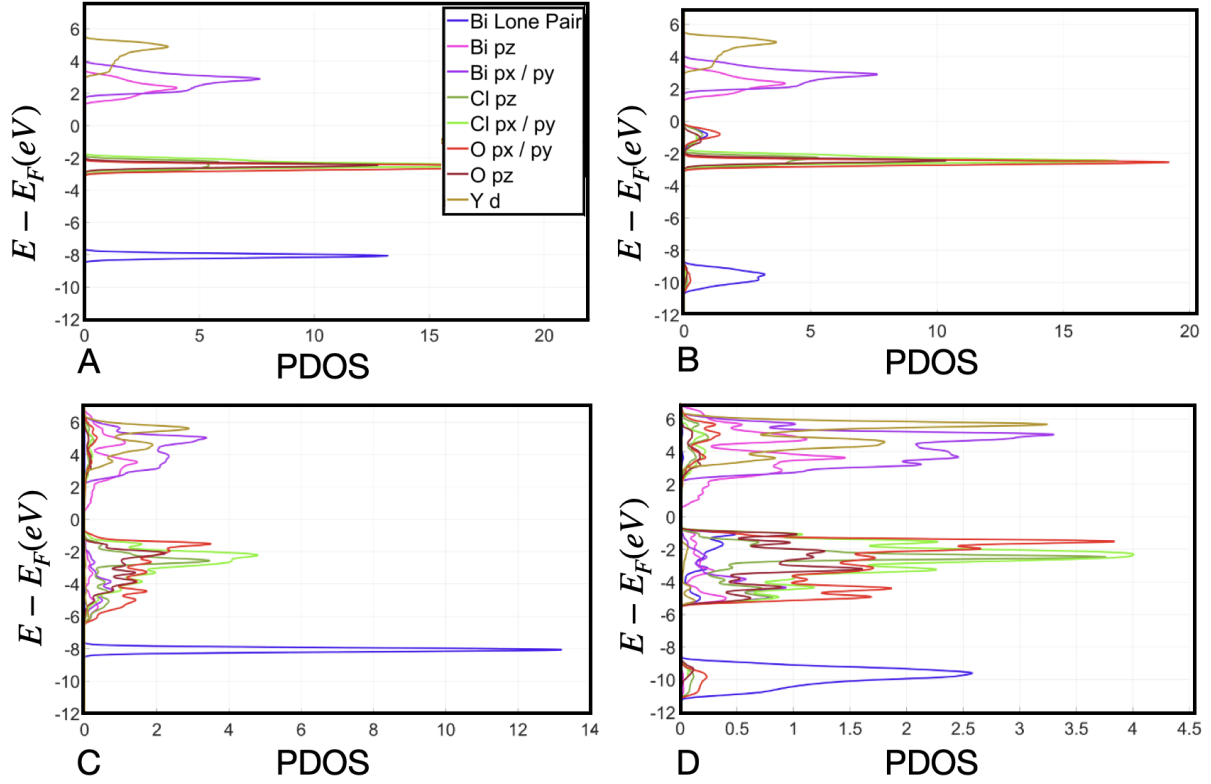 6
4
2
0
-2
-4
-6
-8
-10
-12
E − E_F(eV)
0 5 10 15 20
A PDOS
Bi Lone Pair
Bi pz
Bi px / py
Cl pz
Cl px / py
O px / py
O pz
Y d
6
4
2
0
-2
-4
-6
-8
-10
-12
E − E_F(eV)
0 5 10 15 20
B PDOS
6
4
2
0
-2
-4
-6
-8
-10
-12
E − E_F(eV)
0 2 4 6 8 10 12 14
C PDOS
6
4
2
0
-2
-4
-6
-8
-10
-12
E − E_F(eV)
0 0.5 1 1.5 2 2.5 3 3.5 4 4.5
D PDOS